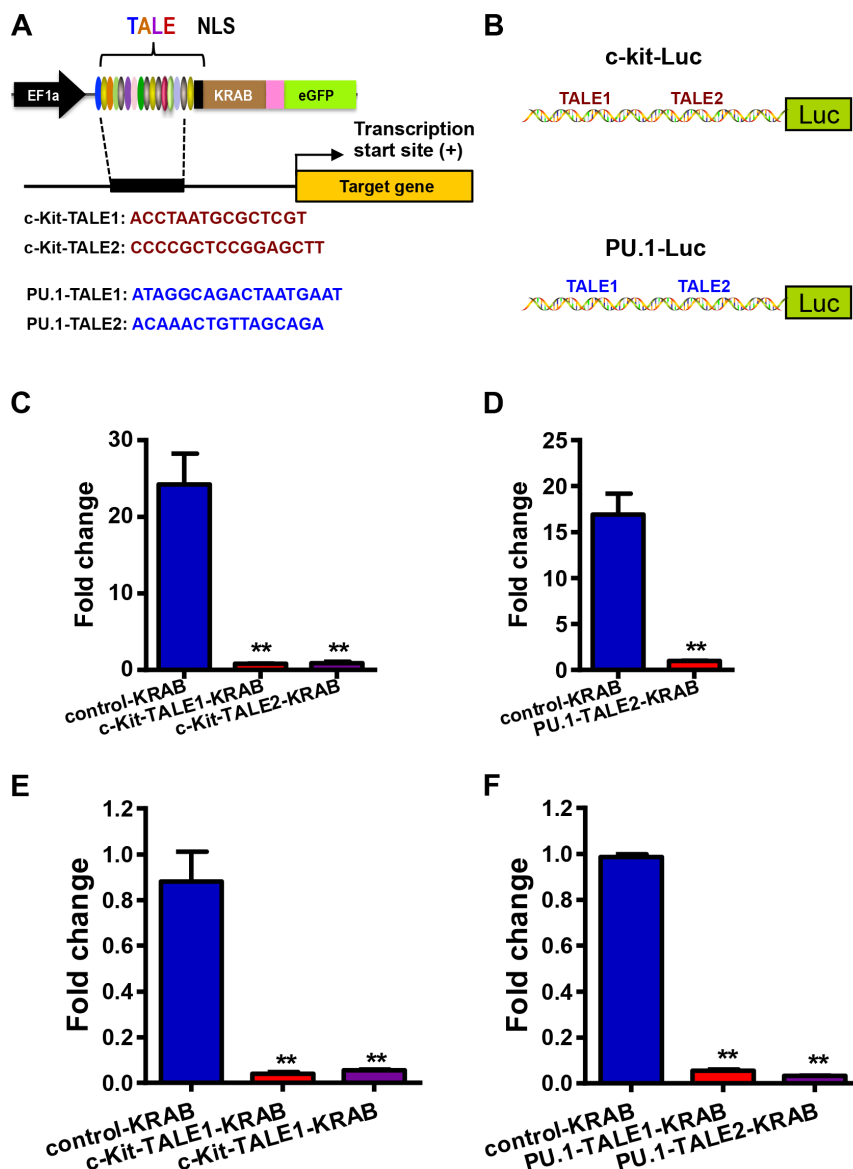 A
TALE NLS
EF1a
KRAB
eGFP
Transcription
start site (+)
Target gene
c-Kit-TALE1: ACCTAATGCGCTCGT
c-Kit-TALE2: CCCCGCTCCGGAGCTT
PU.1-TALE1: ATAGGCAGACTAATGAAT
PU.1-TALE2: ACAAACTGTTAGCAGA
B
c-kit-Luc
TALE1 TALE2
Luc
PU.1-Luc
TALE1 TALE2
Luc
C
Fold change
30
20
10
0
** **
control-KRAB
c-Kit-TALE1-KRAB
c-Kit-TALE2-KRAB
D
Fold change
25
20
15
10
5
0
**
control-KRAB
PU.1-TALE2-KRAB
E
Fold change
1.2
1.0
0.8
0.6
0.4
0.2
0.0
** **
control-KRAB
c-Kit-TALE1-KRAB
c-Kit-TALE1-KRAB
F
Fold change
1.2
1.0
0.8
0.6
0.4
0.2
0.0
** **
control-KRAB
PU.1-TALE1-KRAB
PU.1-TALE2-KRAB